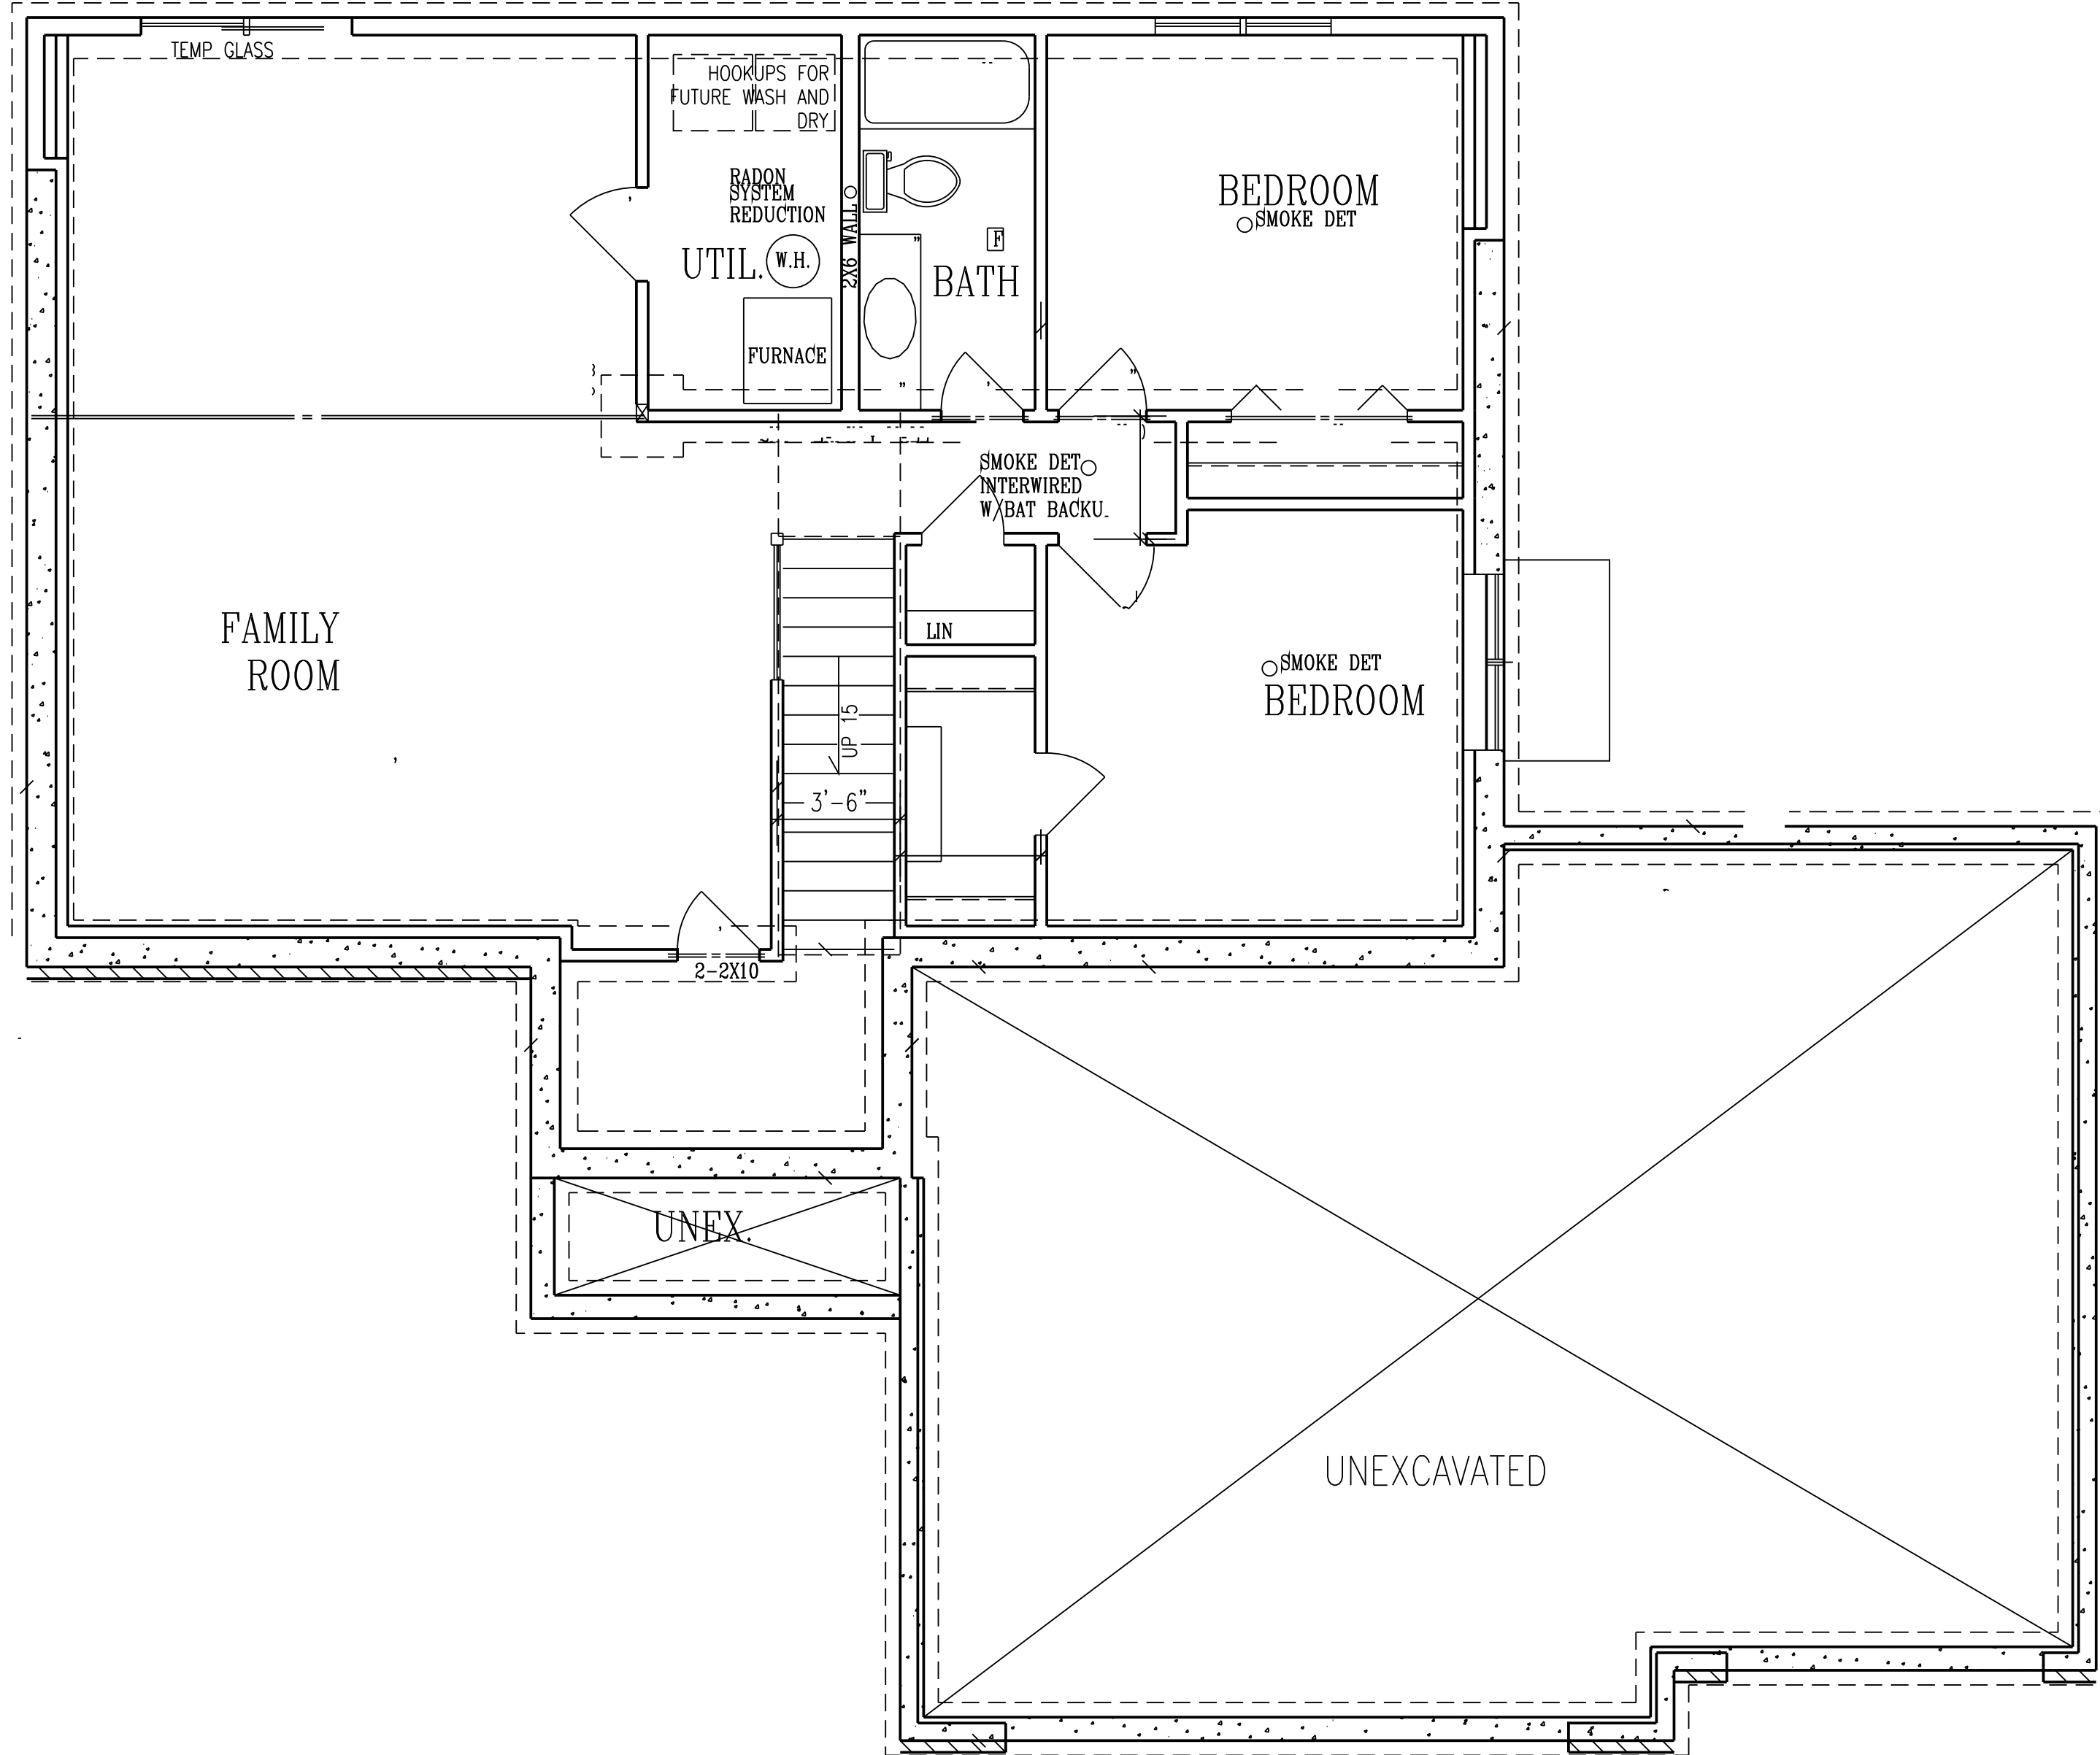 TEMP GLASS
HOOKUPS FOR
FUTURE WASH AND
DRY
RADON
SYSTEM
REDUCTION
UTIL.
W.H.
2X6 WALL
FURNACE
F
BATH
BEDROOM
SMOKE DET
SMOKE DET
INTERWIRED
W/BAT BACKU
FAMILY
ROOM
LIN
SMOKE DET
BEDROOM
UP 15
3'-6"
2-2X10
UNEX.
UNEXCAVATED